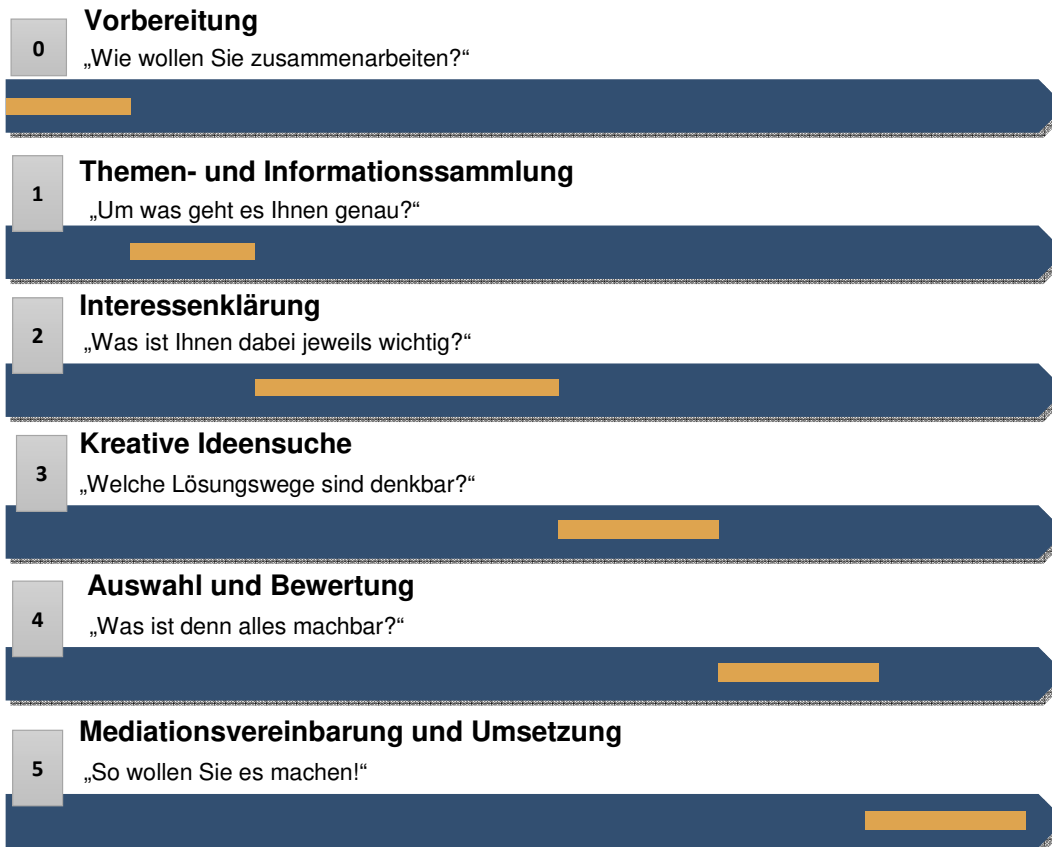 0
Vorbereitung
„Wie wollen Sie zusammenarbeiten?“
1
Themen- und Informationssammlung
„Um was geht es Ihnen genau?“
2
Interessenklärung
„Was ist Ihnen dabei jeweils wichtig?“
3
Kreative Ideensuche
„Welche Lösungswege sind denkbar?“
4
Auswahl und Bewertung
„Was ist denn alles machbar?“
5
Mediationsvereinbarung und Umsetzung
„So wollen Sie es machen!“